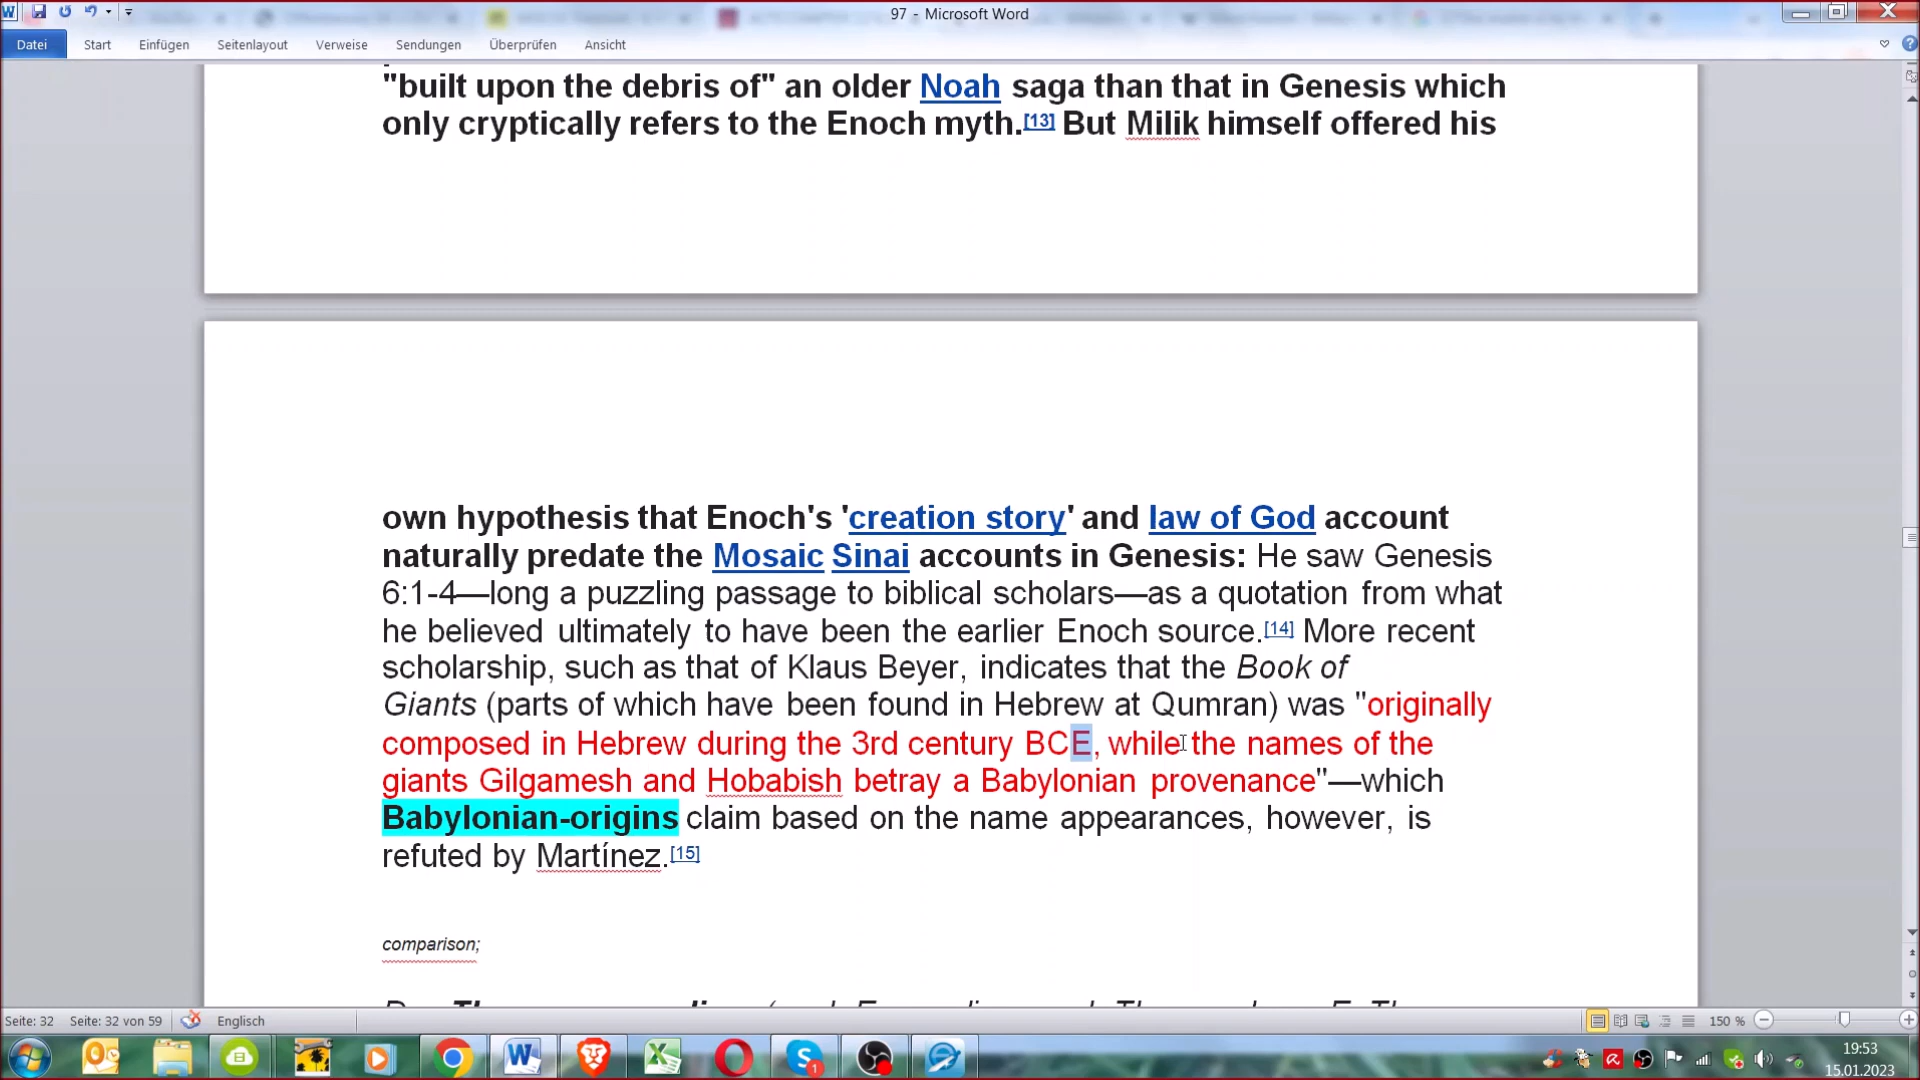 97 - Microsoft Word
Datei Start Einfügen Seitenlayout Verweise Sendungen Überprüfen Ansicht
"built upon the debris of" an older Noah saga than that in Genesis which
only cryptically refers to the Enoch myth.[13] But Milik himself offered his
own hypothesis that Enoch's 'creation story' and law of God account
naturally predate the Mosaic Sinai accounts in Genesis: He saw Genesis
6:1-4—long a puzzling passage to biblical scholars—as a quotation from what
he believed ultimately to have been the earlier Enoch source.[14] More recent
scholarship, such as that of Klaus Beyer, indicates that the Book of
Giants (parts of which have been found in Hebrew at Qumran) was "originally
composed in Hebrew during the 3rd century BCE, while the names of the
giants Gilgamesh and Hobabish betray a Babylonian provenance"—which
Babylonian-origins claim based on the name appearances, however, is
refuted by Martínez.[15]
comparison;
Seite: 32 Seite: 32 von 59 Englisch 150 %
19:53
15.01.2023